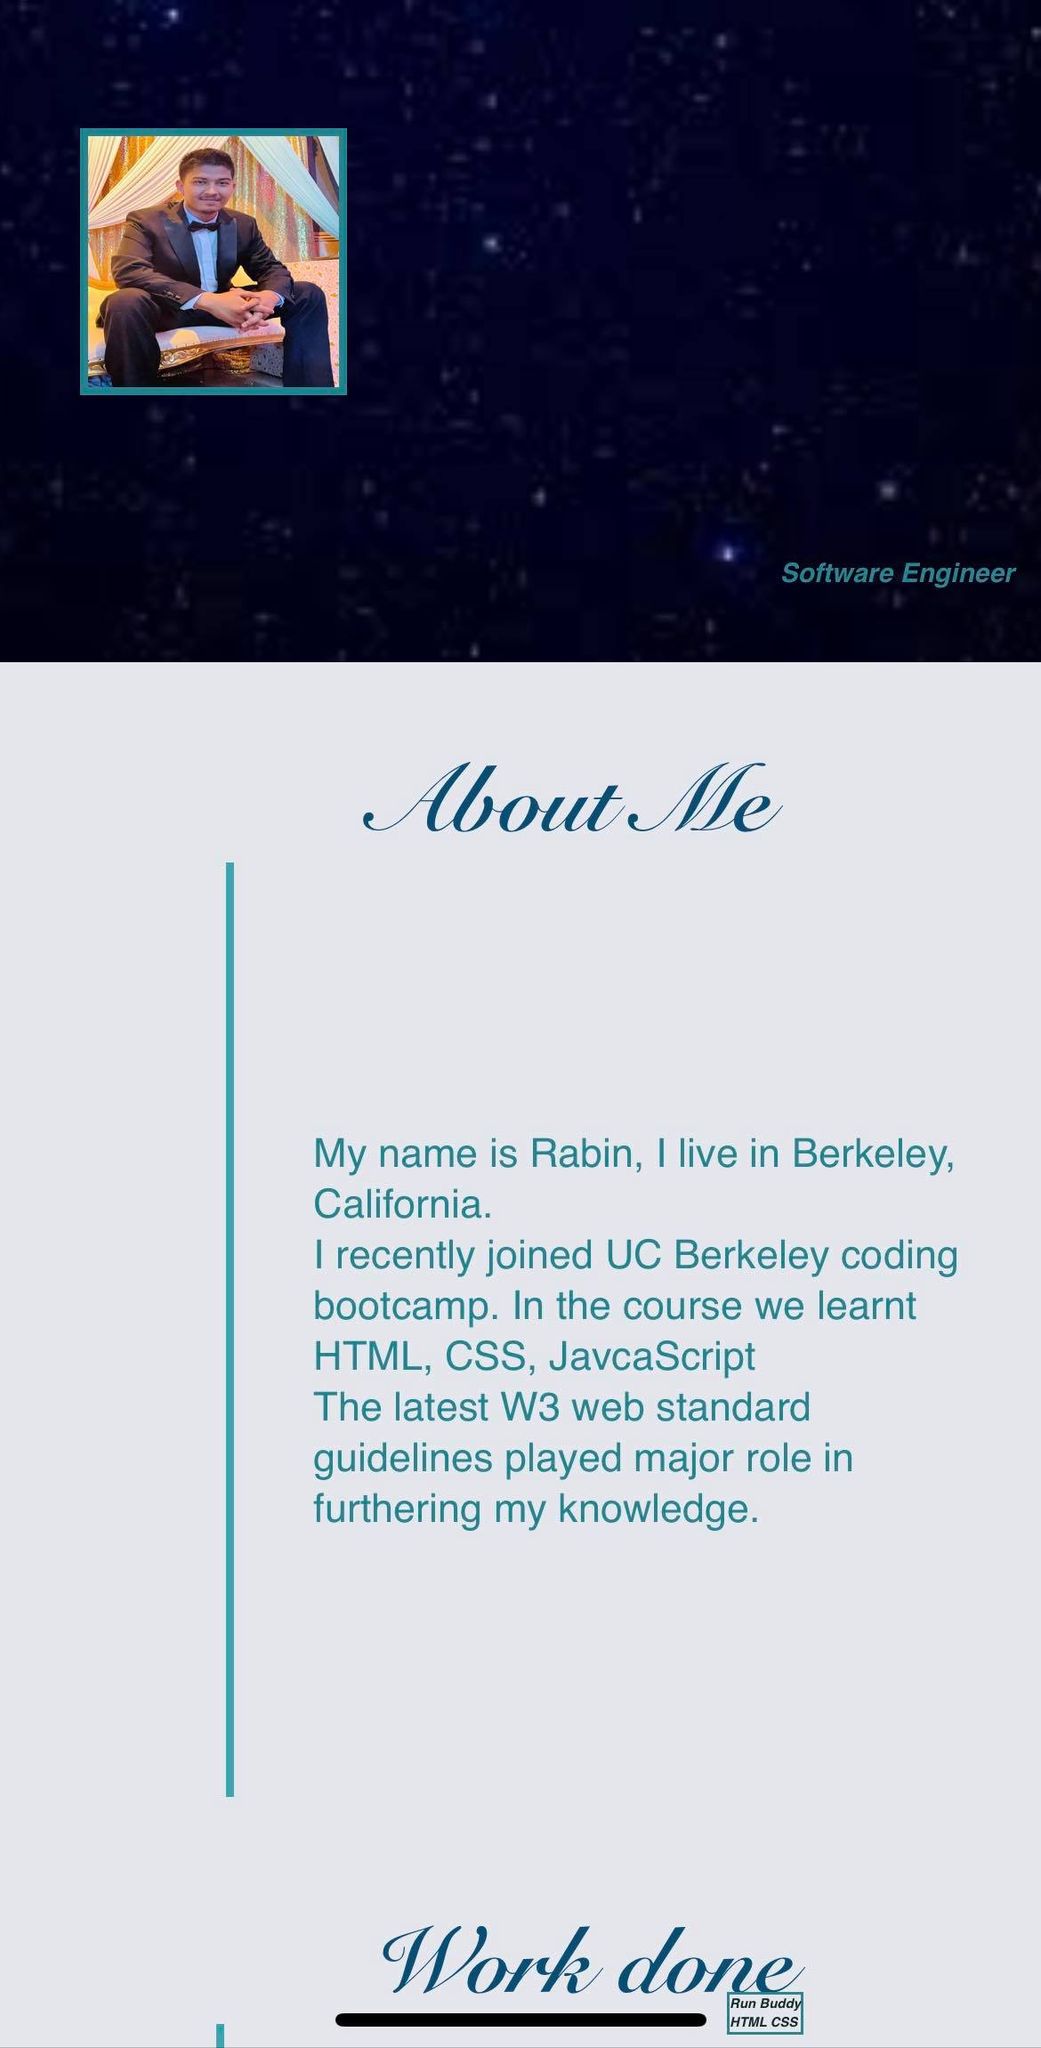 Software Engineer
About Me
My name is Rabin, I live in Berkeley,
California.
I recently joined UC Berkeley coding
bootcamp. In the course we learnt
HTML, CSS, JavcaScript
The latest W3 web standard
guidelines played major role in
furthering my knowledge.
Work done
Run Buddy
HTML CSS